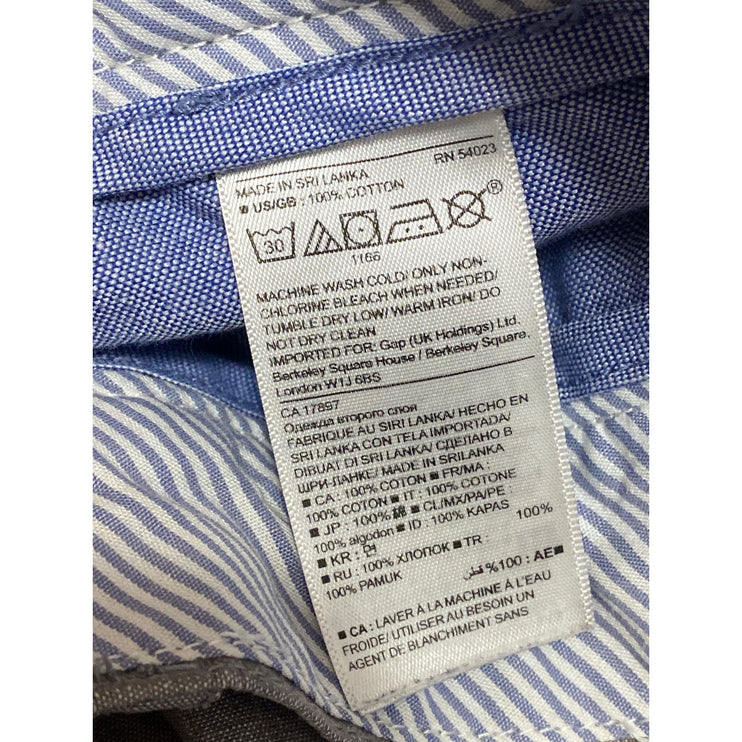 MADE IN SRI LANKA RN 54023
■ US/GB : 100% COTTON
30 ®
1166
MACHINE WASH COLD/ ONLY NON-
CHLORINE BLEACH WHEN NEEDED/
TUMBLE DRY LOW/ WARM IRON/ DO
NOT DRY CLEAN
IMPORTED FOR: Gap (UK Holdings) Ltd.
Berkeley Square House / Berkeley Square,
London W1J 6BS
CA 17897
Одежда второго слоя
FABRIQUE AU SRI LANKA/ HECHO EN
SRI LANKA CON TELA IMPORTADA/
DIBUAT DI SRI LANKA/ СДЕЛАНО В
ШРИ-ЛАНКЕ/ MADE IN SRILANKA
■ CA : 100% COTON ■ FR/MA :
100% COTON ■ IT : 100% COTONE
■ JP : 100% 綿 ■ CL/MX/PA/PE
100% algodon ■ ID : 100% KAPAS
■ KR : 면 100%
■ RU : 100% ХЛОПОК ■ TR :
100% PAMUK
■ AE: 100% قطن
■ CA : LAVER À LA MACHINE À L'EAU
FROIDE/ UTILISER AU BESOIN UN
AGENT DE BLANCHIMENT SANS